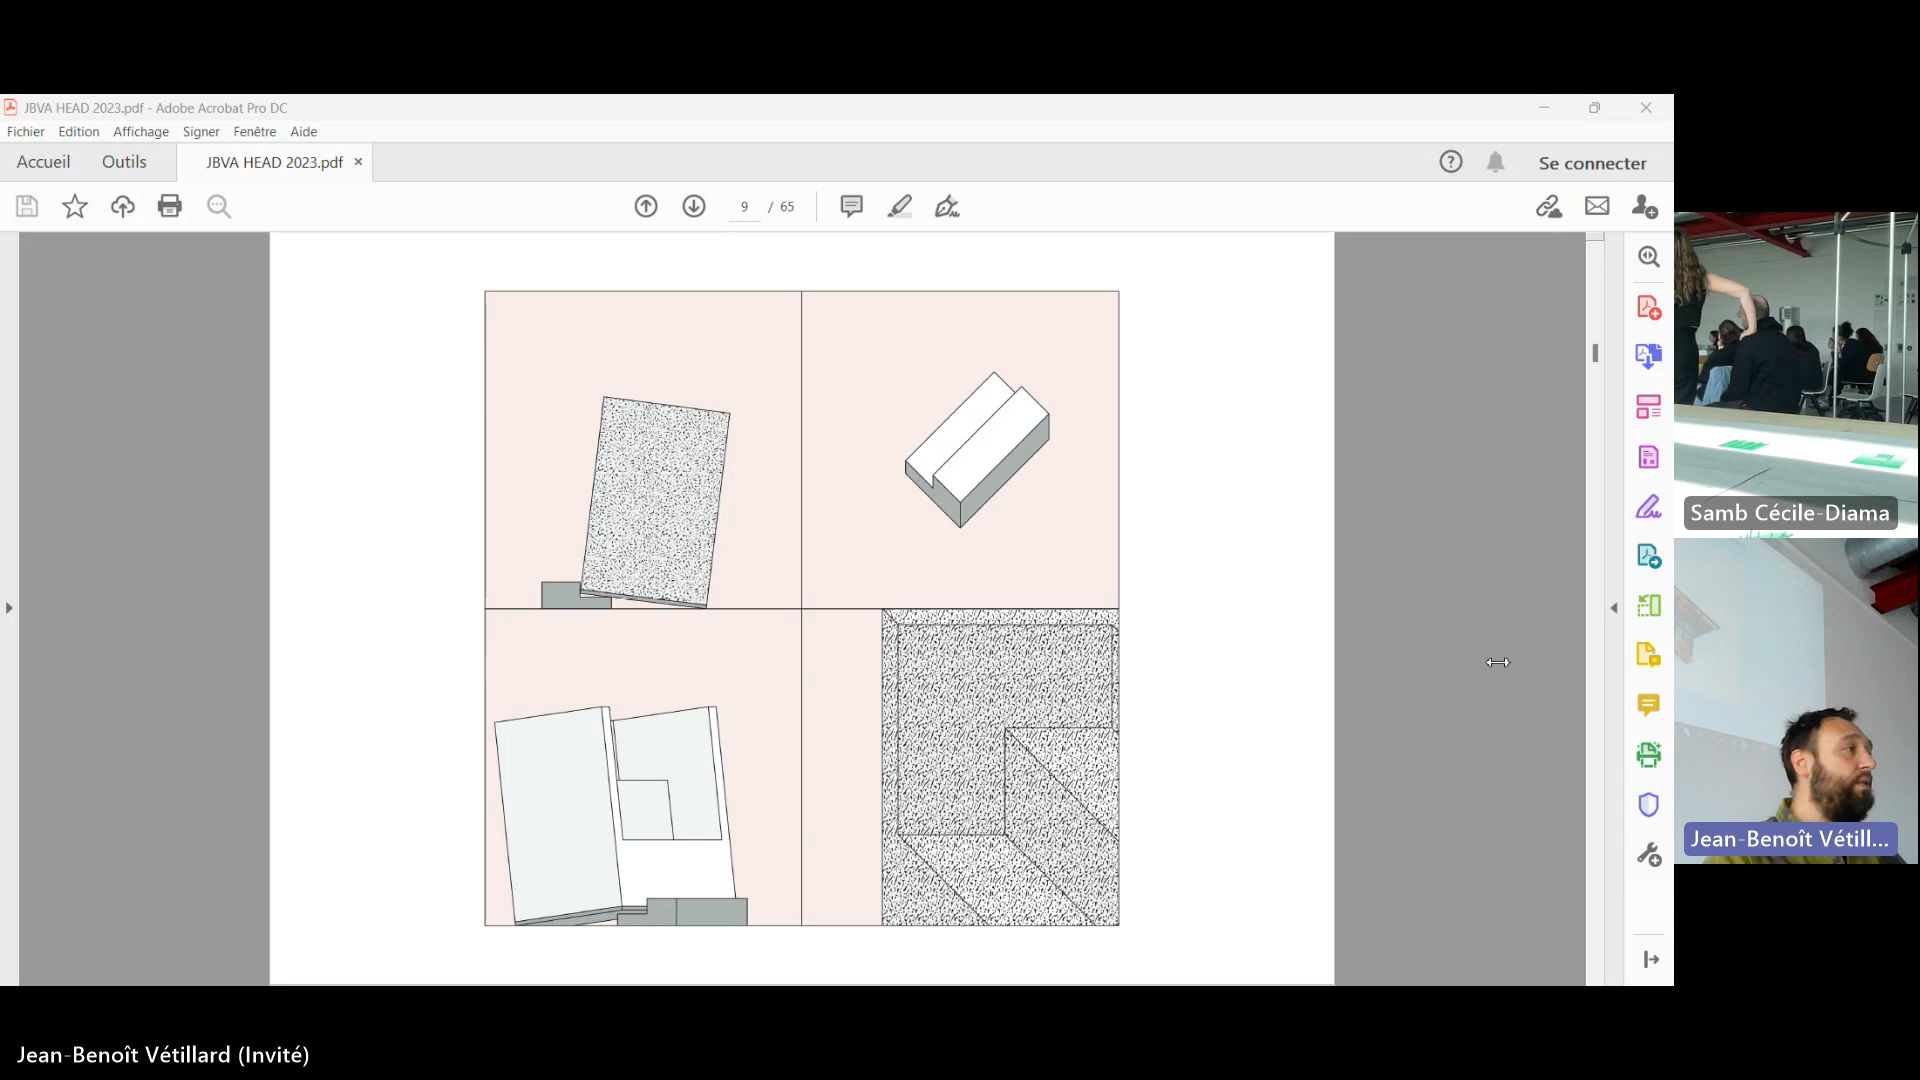 JBVA HEAD 2023.pdf - Adobe Acrobat Pro DC
Fichier Edition Affichage Signer Fenêtre Aide
Accueil Outils JBVA HEAD 2023.pdf × Se connecter
9 / 65
Samb Cécile-Diama
Jean-Benoît Vétill...
Jean-Benoît Vétillard (Invité)